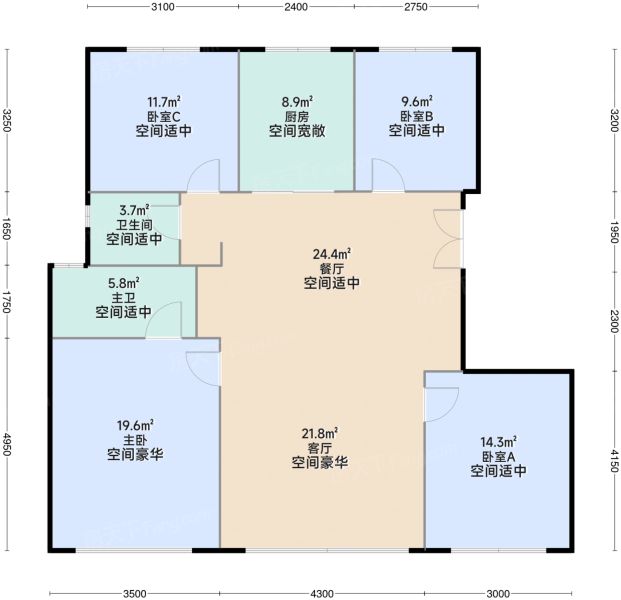 3100
2400
2750
3250
1650
1750
4950
3200
1950
2300
4150
11.7㎡
卧室C
空间适中
8.9㎡
厨房
空间宽敞
9.6㎡
卧室B
空间适中
3.7㎡
卫生间
空间适中
24.4㎡
餐厅
空间适中
5.8㎡
主卫
空间适中
19.6㎡
主卧
空间豪华
21.8㎡
客厅
空间豪华
14.3㎡
卧室A
空间适中
3500
4300
3000